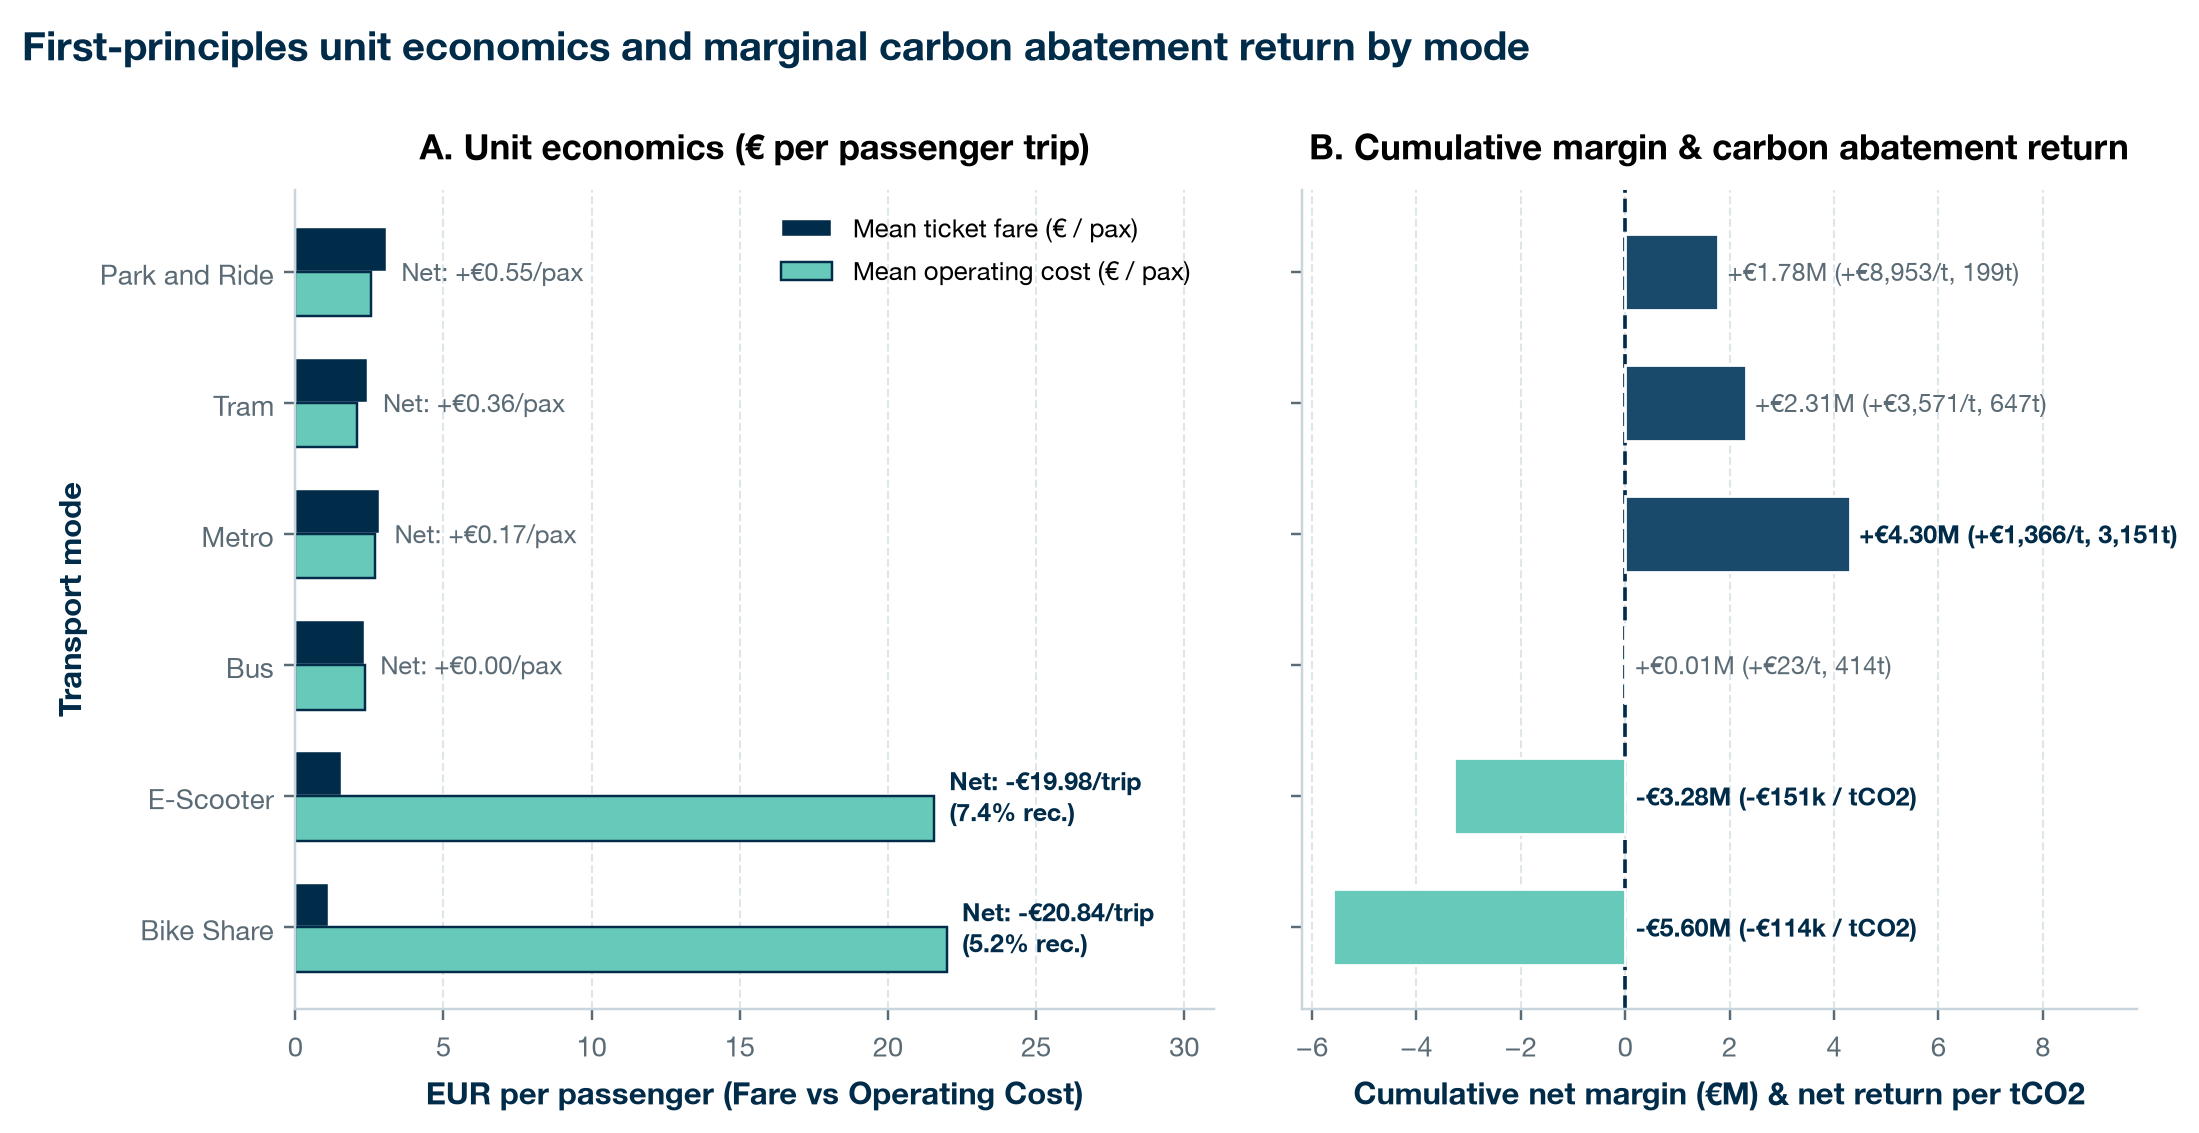 First-principles unit economics and marginal carbon abatement return by mode
A. Unit economics (€ per passenger trip)
Mean ticket fare (€ / pax)
Mean operating cost (€ / pax)
Transport mode
Park and Ride
Net: +€0.55/pax
Tram
Net: +€0.36/pax
Metro
Net: +€0.17/pax
Bus
Net: +€0.00/pax
E-Scooter
Net: -€19.98/trip
(7.4% rec.)
Bike Share
Net: -€20.84/trip
(5.2% rec.)
0 5 10 15 20 25 30
EUR per passenger (Fare vs Operating Cost)
B. Cumulative margin & carbon abatement return
+€1.78M (+€8,953/t, 199t)
+€2.31M (+€3,571/t, 647t)
+€4.30M (+€1,366/t, 3,151t)
+€0.01M (+€23/t, 414t)
-€3.28M (-€151k / tCO2)
-€5.60M (-€114k / tCO2)
−6 −4 −2 0 2 4 6 8
Cumulative net margin (€M) & net return per tCO2